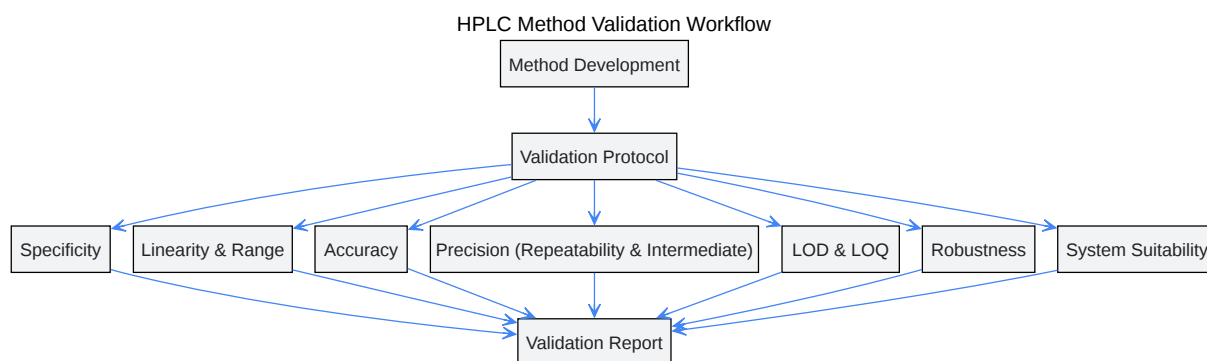 HPLC Method Validation Workflow
Method Development
Validation Protocol
Specificity
Linearity & Range
Accuracy
Precision (Repeatability & Intermediate)
LOD & LOQ
Robustness
System Suitability
Validation Report